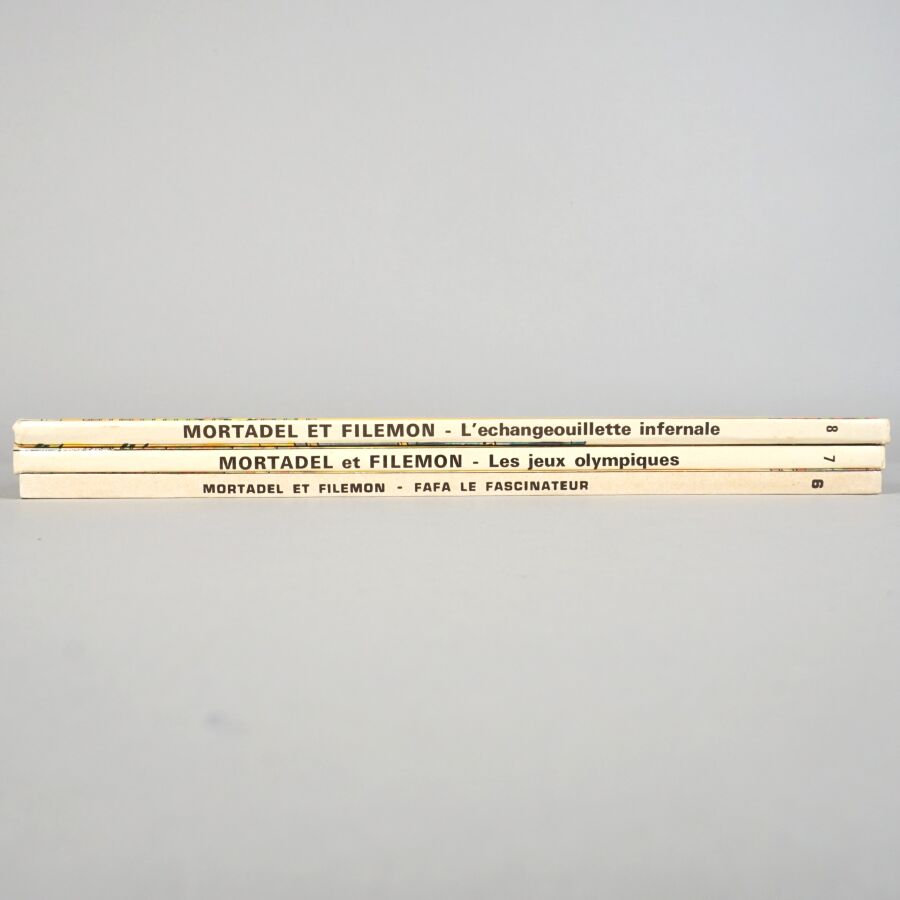 MORTADEL ET FILEMON - L'echangeouillette infernale 8
MORTADEL et FILEMON - Les jeux olympiques 7
MORTADEL ET FILEMON - FAFA LE FASCINATEUR 6